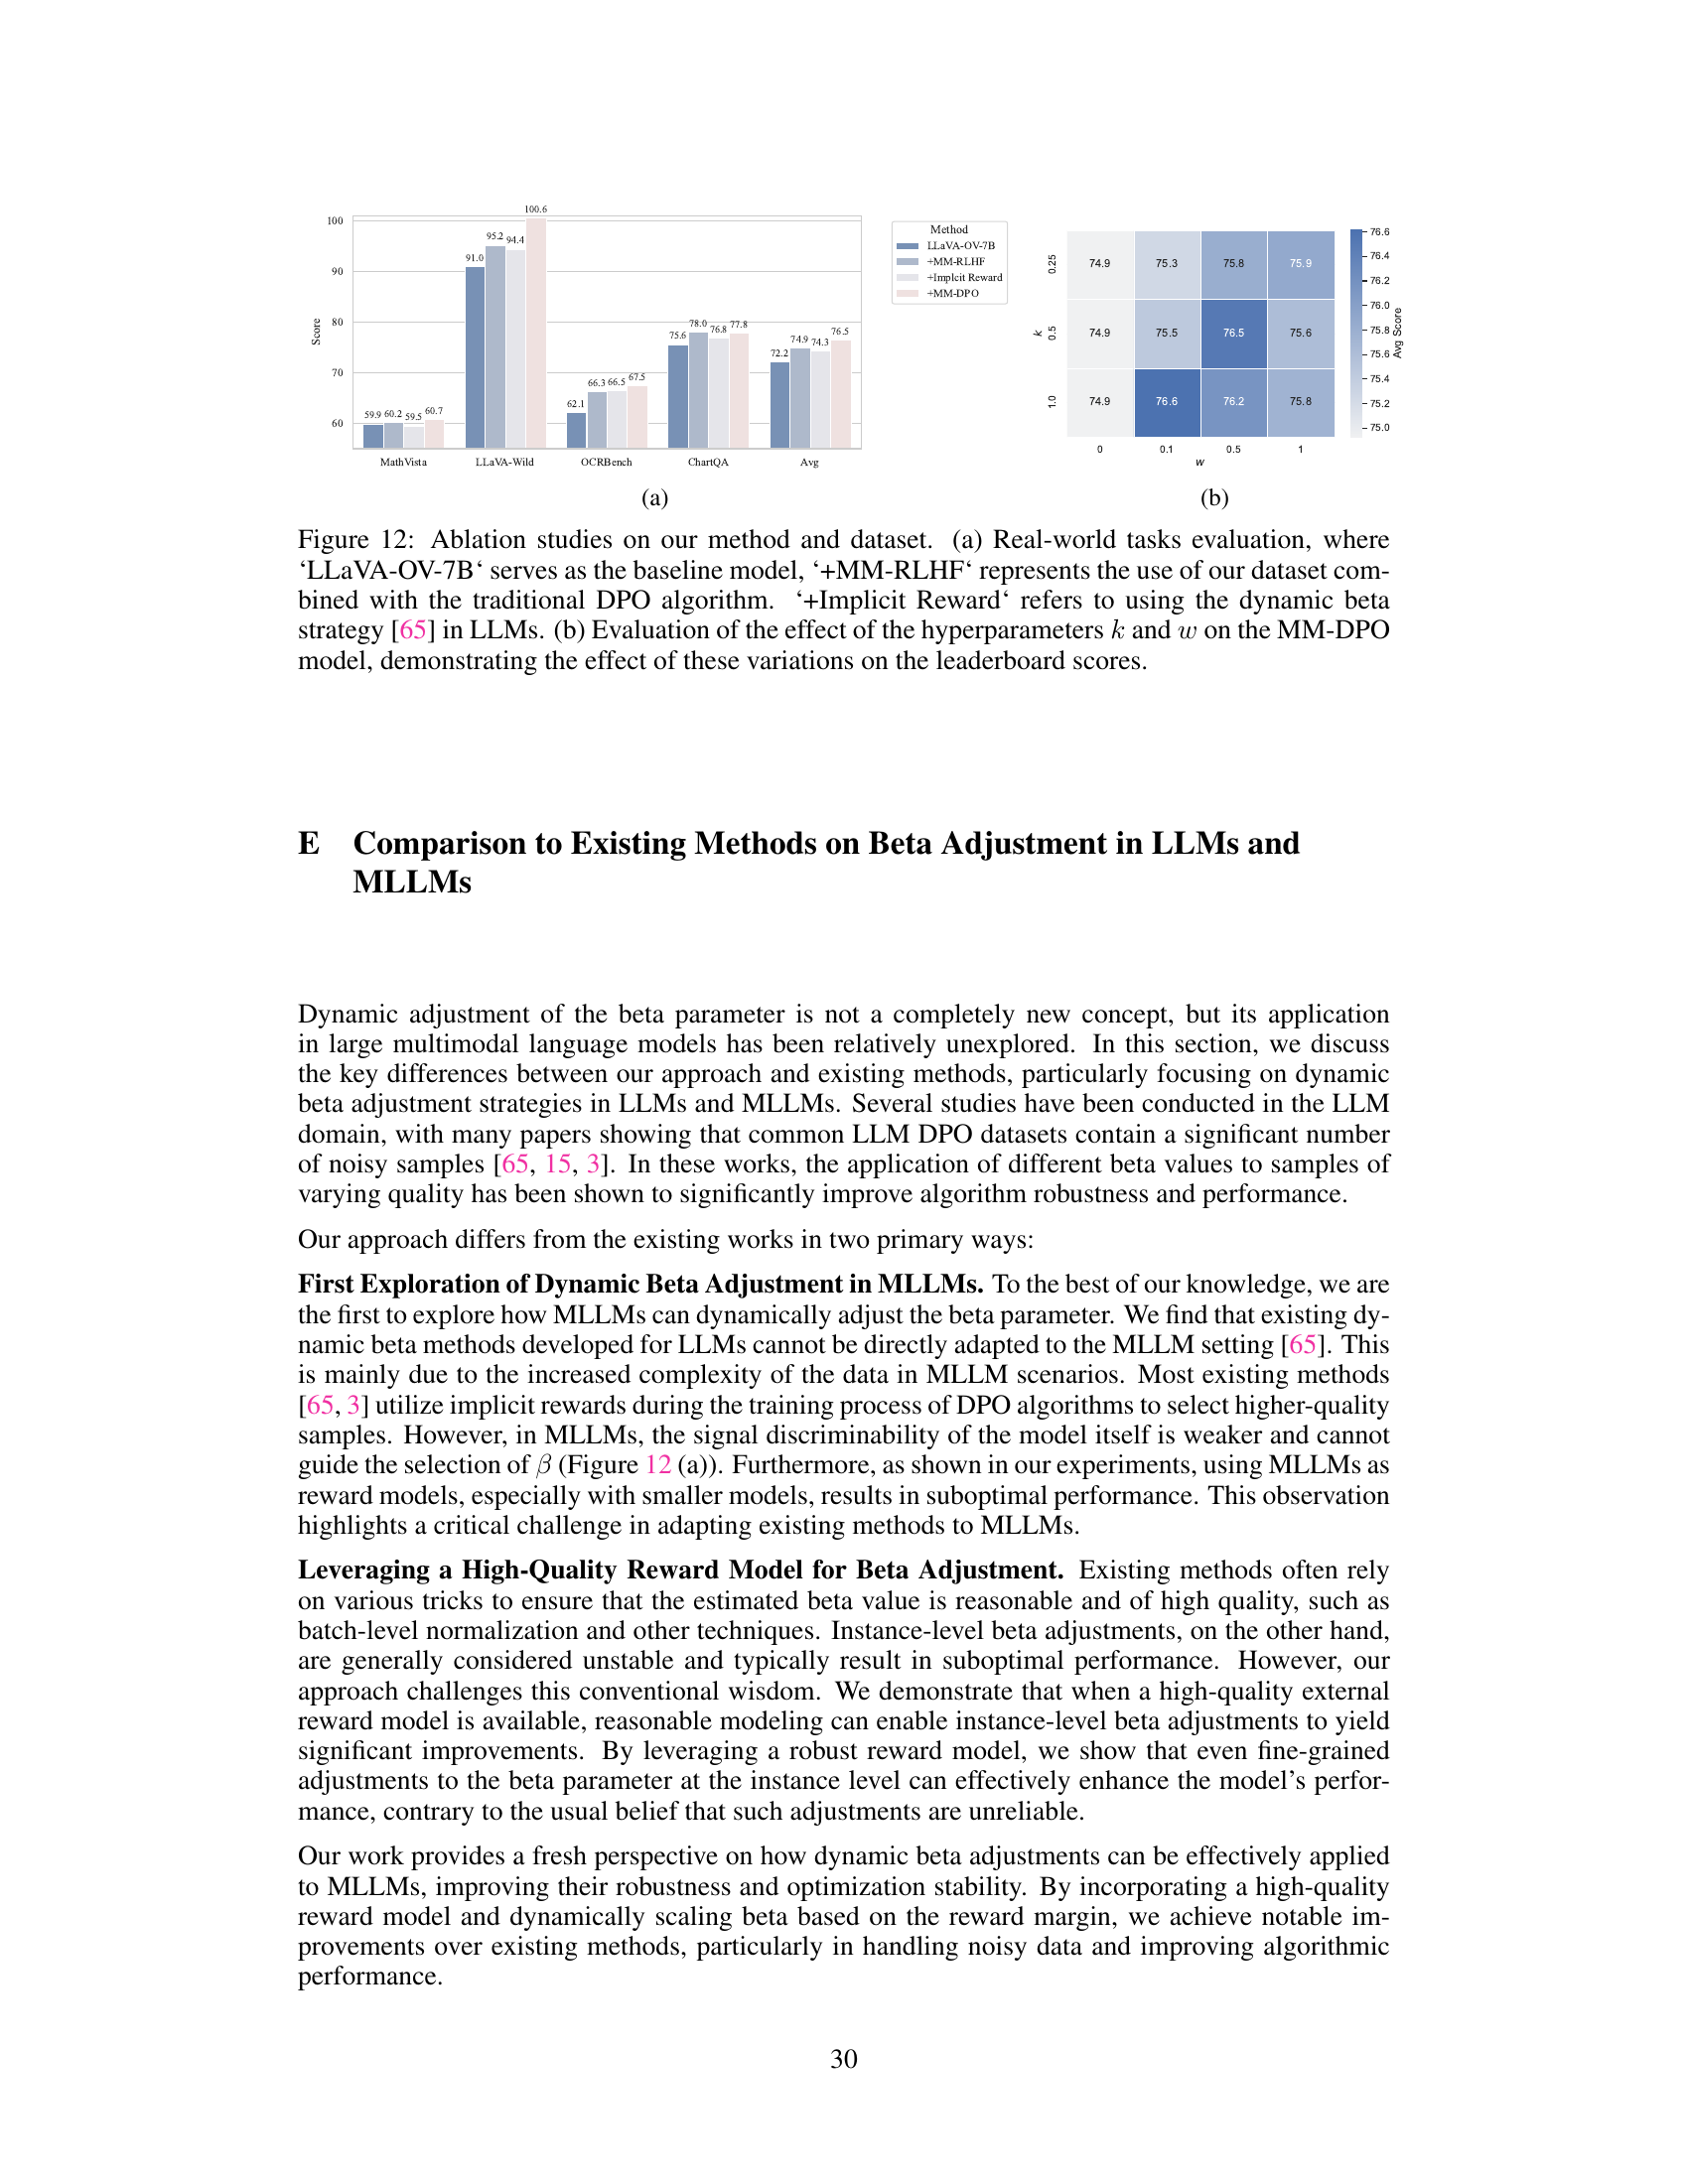 100
90
80
70
60
Score
59.9 60.2 59.5 60.7
91.0 95.2 94.4 100.6
62.1 66.3 66.5 67.5
75.6 78.0 76.8 77.8
72.2 74.9 74.3 76.5
MathVista LLaVA-Wild OCRBench ChartQA Avg
Method
LLaVA-OV-7B
+MM-RLHF
+Implcit Reward
+MM-DPO
(a)
k
0.25 74.9 75.3 75.8 75.9
0.5 74.9 75.5 76.5 75.6
1.0 74.9 76.6 76.2 75.8
0 0.1 0.5 1
w
76.6
76.4
76.2
76.0
75.8
75.6
75.4
75.2
75.0
Avg Score
(b)
Figure 12: Ablation studies on our method and dataset. (a) Real-world tasks evaluation, where
‘LLaVA-OV-7B‘ serves as the baseline model, ‘+MM-RLHF‘ represents the use of our dataset com-
bined with the traditional DPO algorithm. ‘+Implicit Reward‘ refers to using the dynamic beta
strategy [65] in LLMs. (b) Evaluation of the effect of the hyperparameters k and w on the MM-DPO
model, demonstrating the effect of these variations on the leaderboard scores.
E Comparison to Existing Methods on Beta Adjustment in LLMs and
MLLMs
Dynamic adjustment of the beta parameter is not a completely new concept, but its application
in large multimodal language models has been relatively unexplored. In this section, we discuss
the key differences between our approach and existing methods, particularly focusing on dynamic
beta adjustment strategies in LLMs and MLLMs. Several studies have been conducted in the LLM
domain, with many papers showing that common LLM DPO datasets contain a significant number
of noisy samples [65, 15, 3]. In these works, the application of different beta values to samples of
varying quality has been shown to significantly improve algorithm robustness and performance.
Our approach differs from the existing works in two primary ways:
First Exploration of Dynamic Beta Adjustment in MLLMs. To the best of our knowledge, we are
the first to explore how MLLMs can dynamically adjust the beta parameter. We find that existing dy-
namic beta methods developed for LLMs cannot be directly adapted to the MLLM setting [65]. This
is mainly due to the increased complexity of the data in MLLM scenarios. Most existing methods
[65, 3] utilize implicit rewards during the training process of DPO algorithms to select higher-quality
samples. However, in MLLMs, the signal discriminability of the model itself is weaker and cannot
guide the selection of β (Figure 12 (a)). Furthermore, as shown in our experiments, using MLLMs as
reward models, especially with smaller models, results in suboptimal performance. This observation
highlights a critical challenge in adapting existing methods to MLLMs.
Leveraging a High-Quality Reward Model for Beta Adjustment. Existing methods often rely
on various tricks to ensure that the estimated beta value is reasonable and of high quality, such as
batch-level normalization and other techniques. Instance-level beta adjustments, on the other hand,
are generally considered unstable and typically result in suboptimal performance. However, our
approach challenges this conventional wisdom. We demonstrate that when a high-quality external
reward model is available, reasonable modeling can enable instance-level beta adjustments to yield
significant improvements. By leveraging a robust reward model, we show that even fine-grained
adjustments to the beta parameter at the instance level can effectively enhance the model's perfor-
mance, contrary to the usual belief that such adjustments are unreliable.
Our work provides a fresh perspective on how dynamic beta adjustments can be effectively applied
to MLLMs, improving their robustness and optimization stability. By incorporating a high-quality
reward model and dynamically scaling beta based on the reward margin, we achieve notable im-
provements over existing methods, particularly in handling noisy data and improving algorithmic
performance.
30